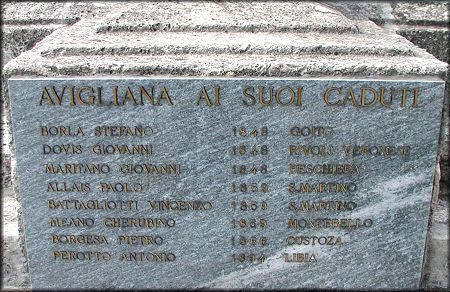 AVIGLIANA AI SUOI CADUTI
BORLA STEFANO 1848 GOITO
DOVIS GIOVANNI 1848 RIVOLI VERONESE
MARITANO GIOVANNI 1848 PESCHIERA
ALLAIS PAOLO 1859 S.MARTINO
BATTAGLIOTTI VINCENZO 1859 S.MARTINO
MEANO CHERUBINO 1859 MONTEBELLO
BORGESA PIETRO 1866 CUSTOZA
PEROTTO ANTONIO LIBIA